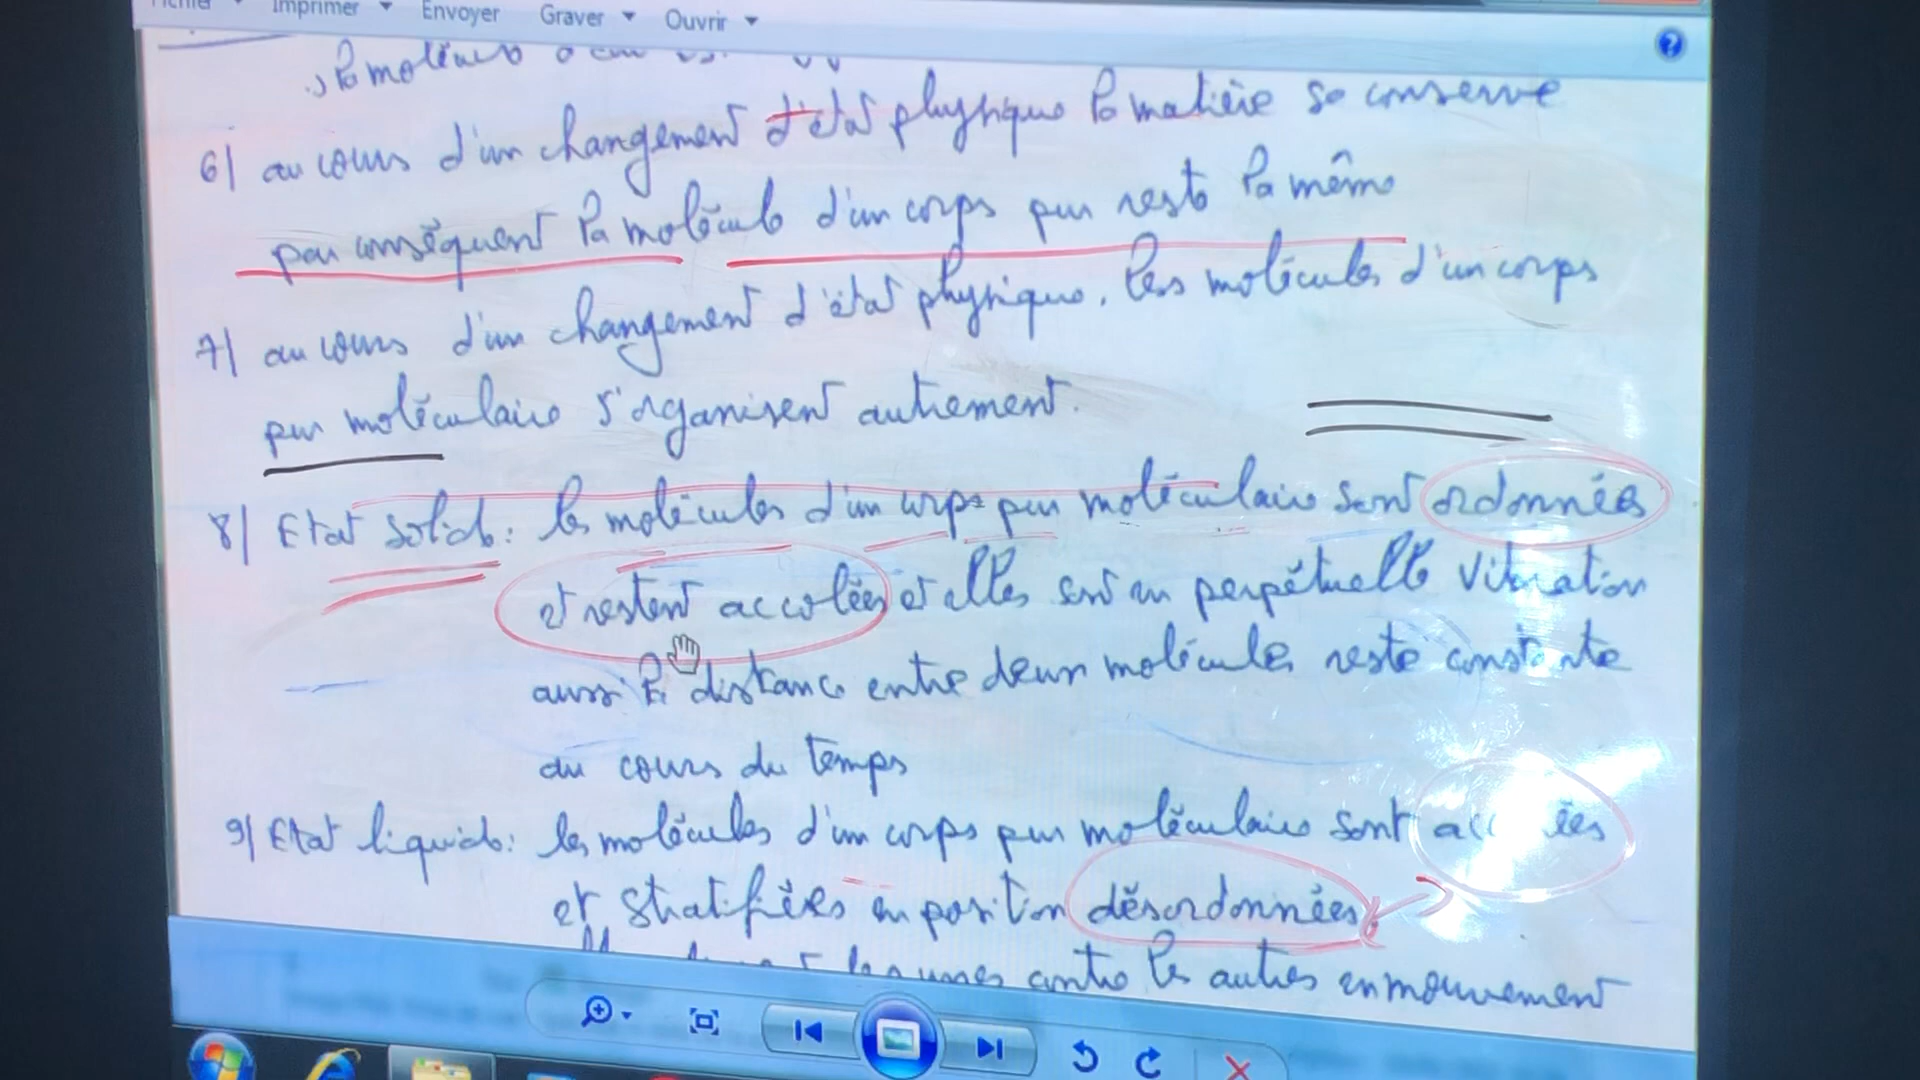 Fichier Imprimer Envoyer Graver Ouvrir
la molécule
6) au cours d'un changement d'état physique la matière se conserve
par conséquent la molécule d'un corps pur reste la même
7) au cours d'un changement d'état physique, les molécules d'un corps
pur moléculaire s'organisent autrement.
8) Etat solide : les molécules d'un corps pur moléculaire sont ordonnées
et restent accolées et elles sont en perpétuelle vibration
aussi la distance entre deux molécules reste constante
au cours du temps
9) Etat liquide : les molécules d'un corps pur moléculaire sont
et stratifiées en position désordonnées
les unes contre les autres en mouvement